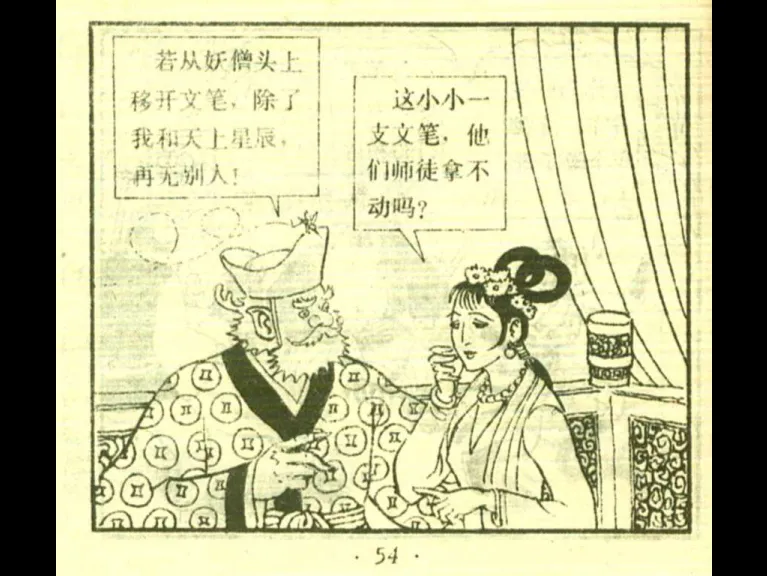 若从妖僧头上
移开文笔，除了
我和天上星辰，
再无别人！
这小小一
支文笔，他
们师徒拿不
动吗？
· 54 ·